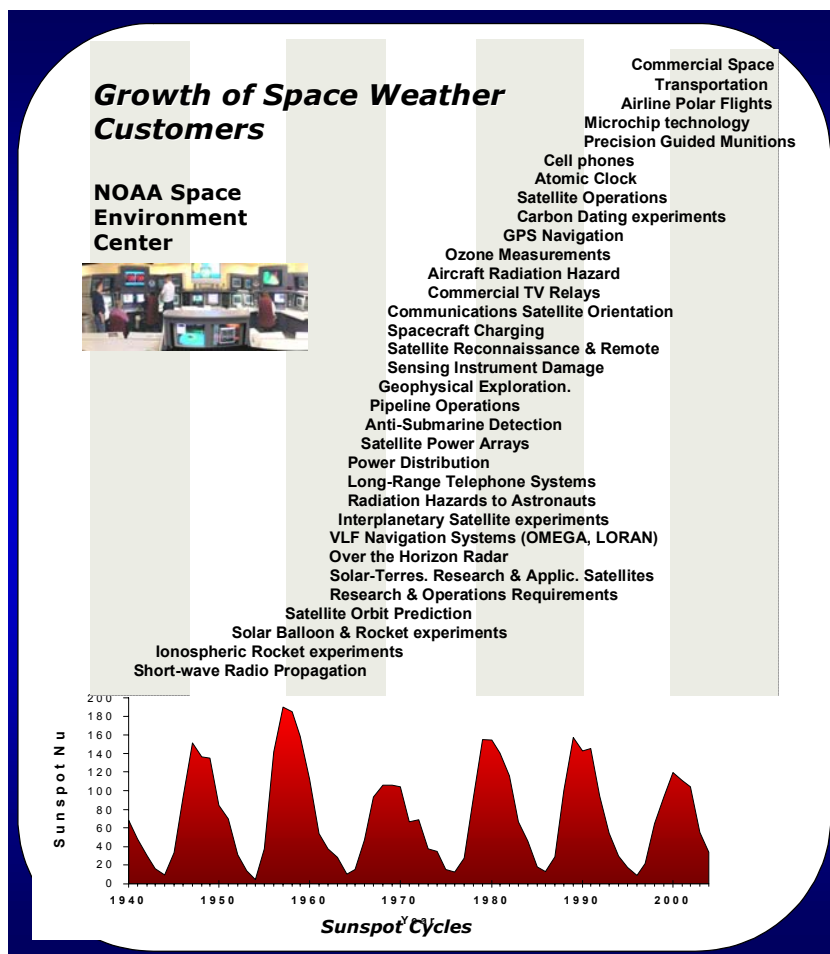 Growth of Space Weather
Customers
NOAA Space
Environment
Center
Commercial Space
Transportation
Airline Polar Flights
Microchip technology
Precision Guided Munitions
Cell phones
Atomic Clock
Satellite Operations
Carbon Dating experiments
GPS Navigation
Ozone Measurements
Aircraft Radiation Hazard
Commercial TV Relays
Communications Satellite Orientation
Spacecraft Charging
Satellite Reconnaissance & Remote
Sensing Instrument Damage
Geophysical Exploration.
Pipeline Operations
Anti-Submarine Detection
Satellite Power Arrays
Power Distribution
Long-Range Telephone Systems
Radiation Hazards to Astronauts
Interplanetary Satellite experiments
VLF Navigation Systems (OMEGA, LORAN)
Over the Horizon Radar
Solar-Terres. Research & Applic. Satellites
Research & Operations Requirements
Satellite Orbit Prediction
Solar Balloon & Rocket experiments
Ionospheric Rocket experiments
Short-wave Radio Propagation
Sunspot Nu
200
180
160
140
120
100
80
60
40
20
0
1940 1950 1960 1970 1980 1990 2000
Year
Sunspot Cycles